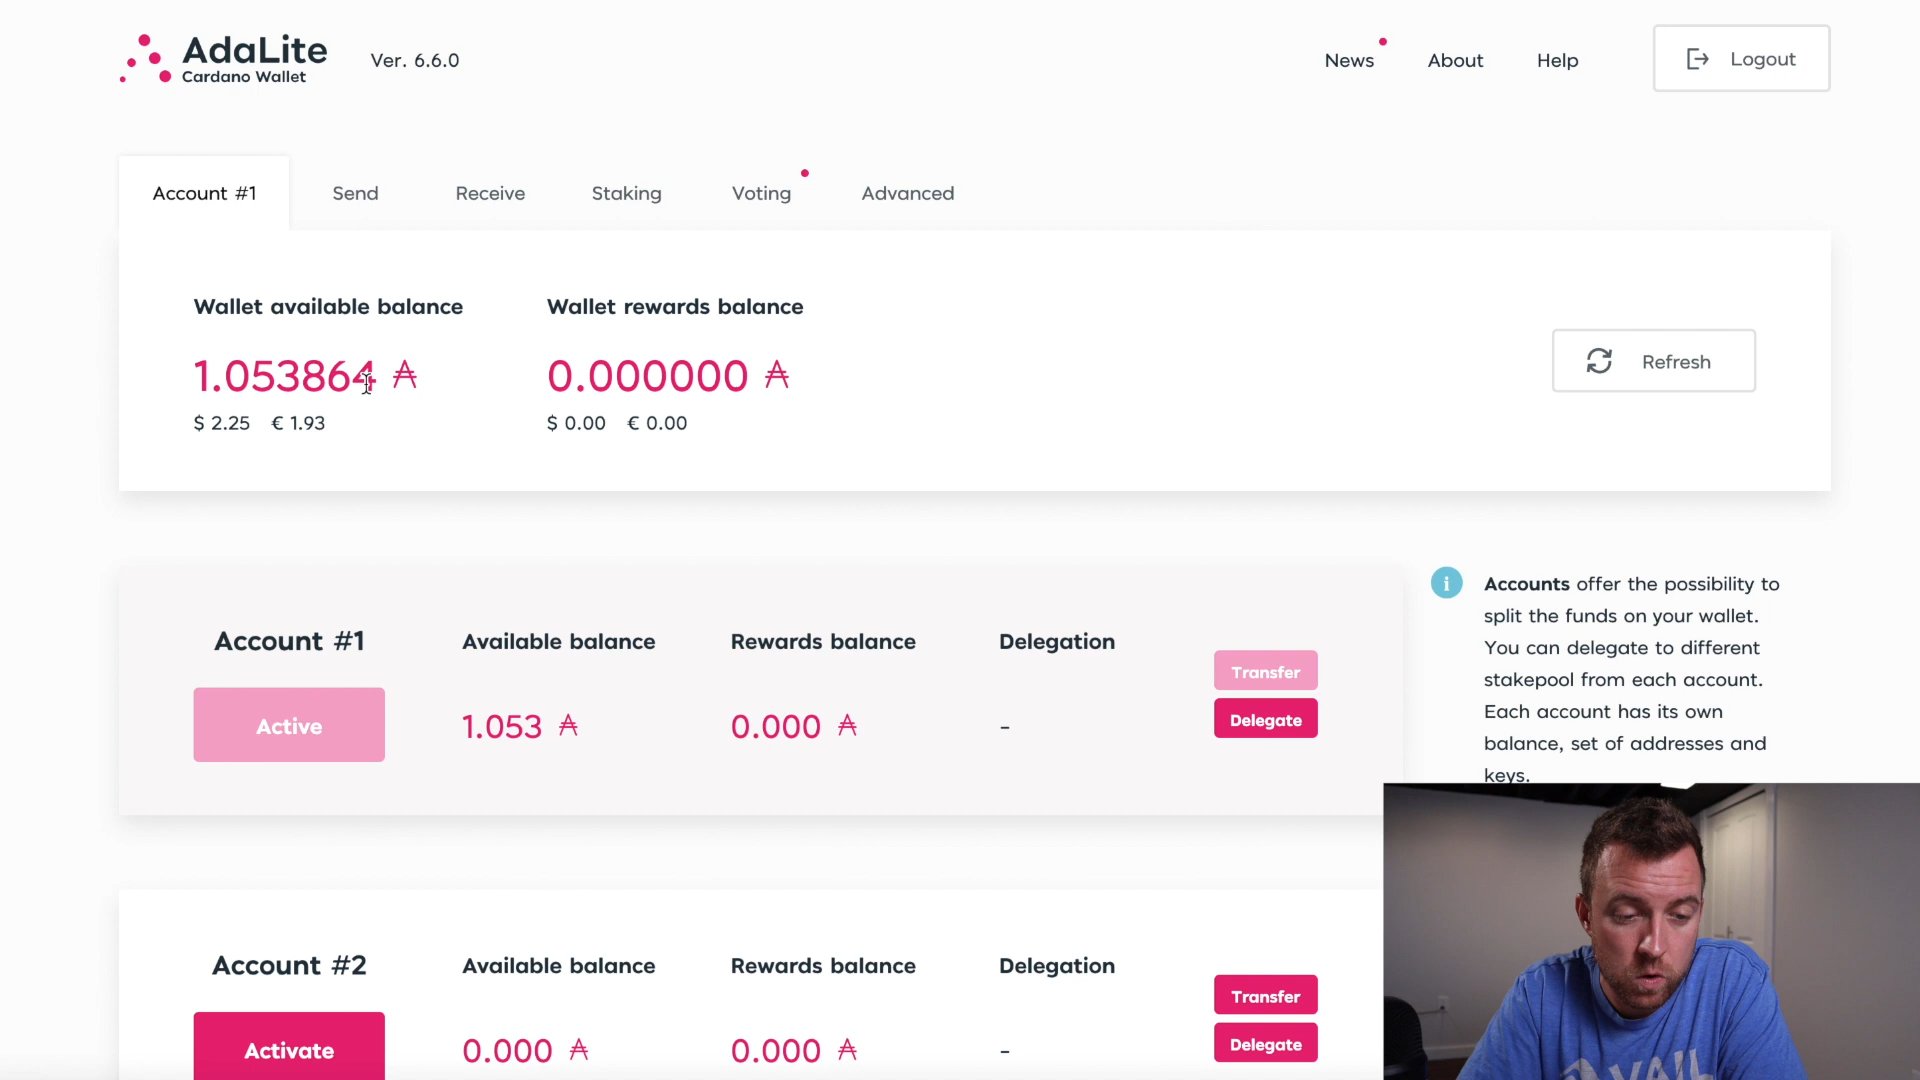 AdaLite
Cardano Wallet
Ver. 6.6.0
News
About
Help
Logout
Account #1
Send
Receive
Staking
Voting
Advanced
Wallet available balance
Wallet rewards balance
1.053864 ₳
0.000000 ₳
$ 2.25 € 1.93
$ 0.00 € 0.00
Refresh
Account #1
Available balance
Rewards balance
Delegation
Active
1.053 ₳
0.000 ₳
-
Transfer
Delegate
Accounts offer the possibility to
split the funds on your wallet.
You can delegate to different
stakepool from each account.
Each account has its own
balance, set of addresses and
keys.
Account #2
Available balance
Rewards balance
Delegation
Activate
0.000 ₳
0.000 ₳
-
Transfer
Delegate
VAIL